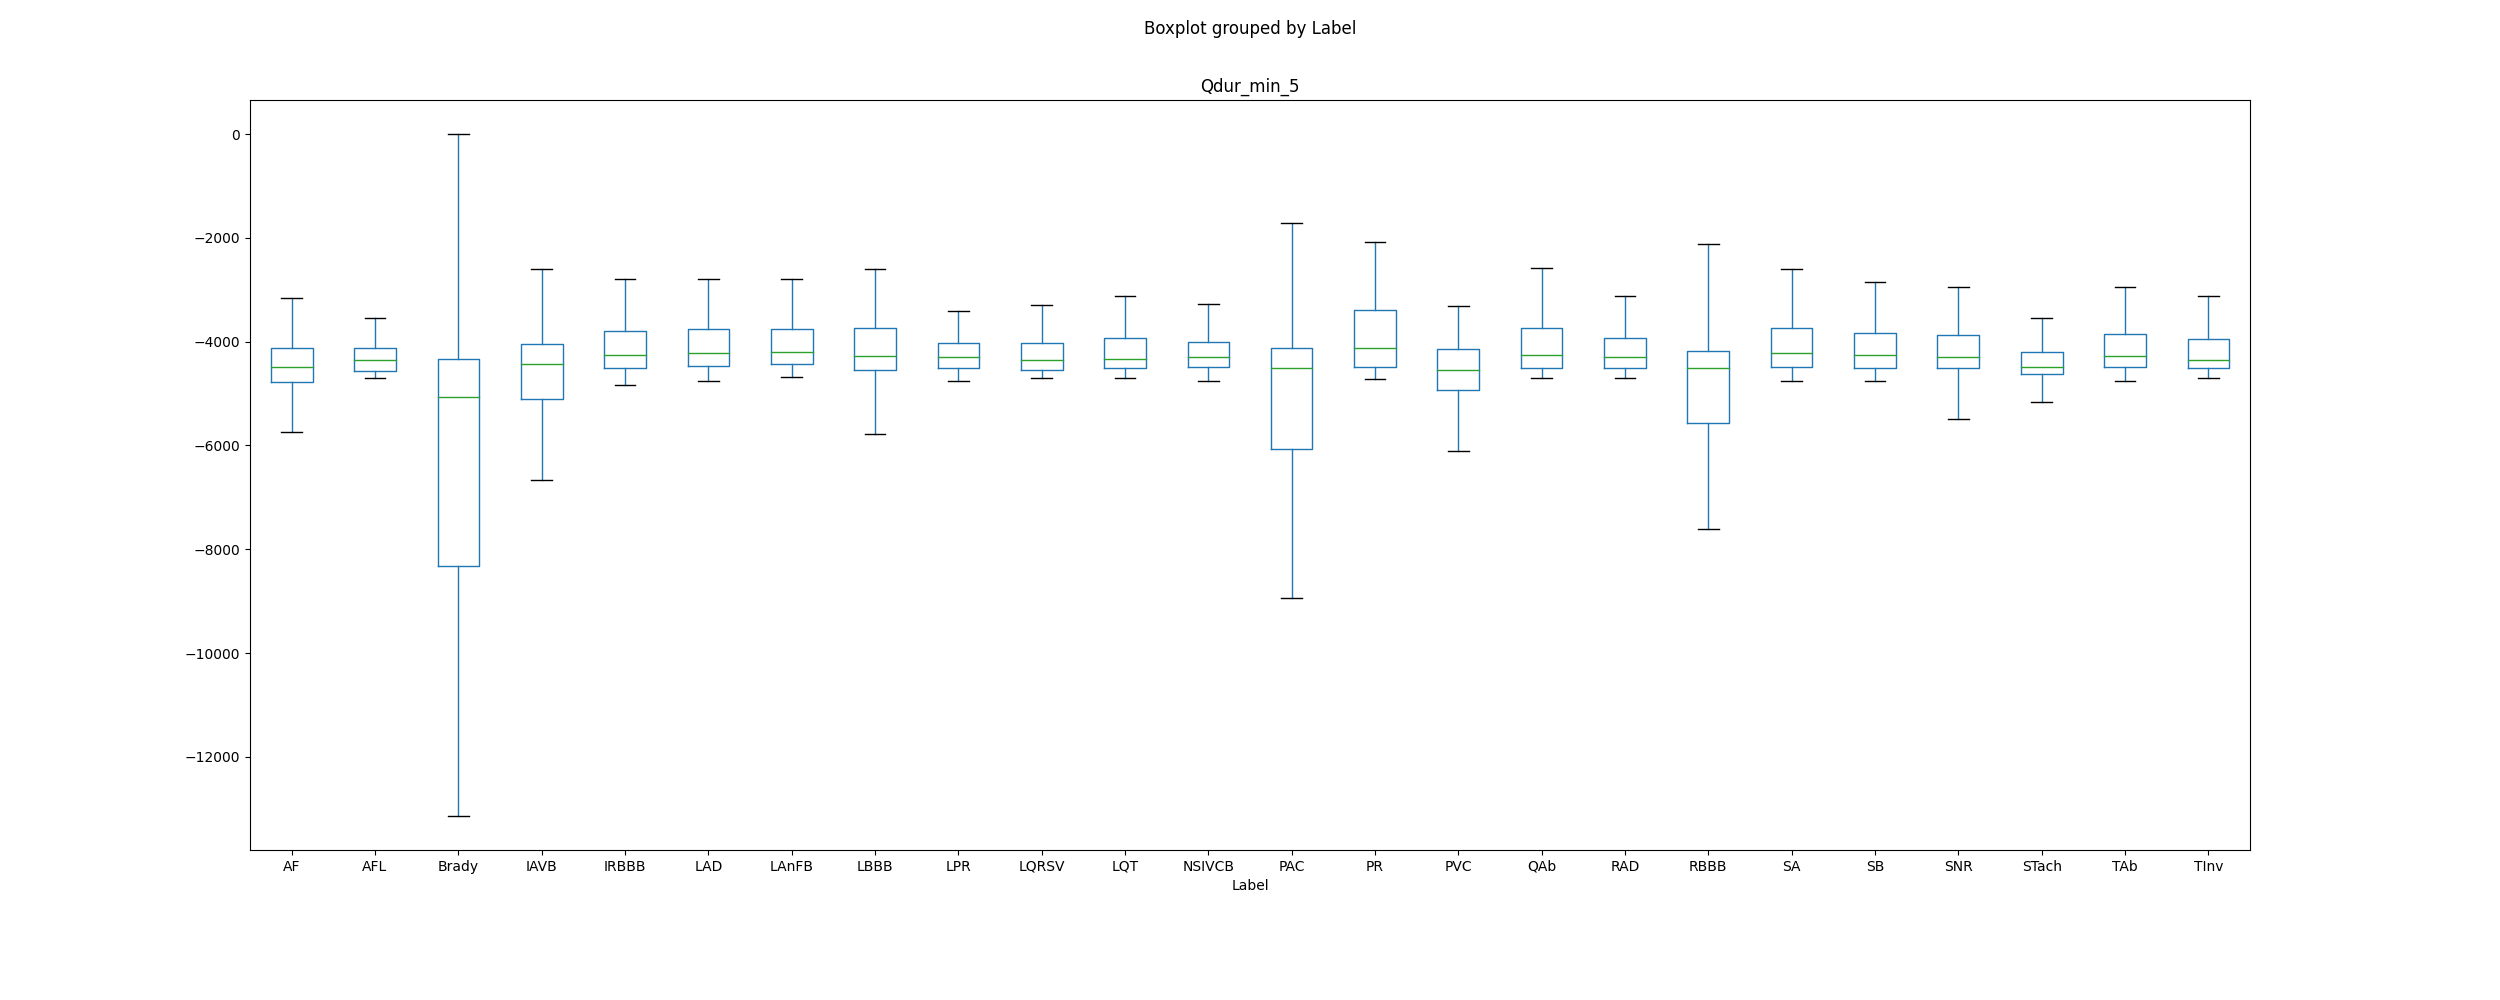 Boxplot grouped by Label
Qdur_min_5
0
−2000
−4000
−6000
−8000
−10000
−12000
AF AFL Brady IAVB IRBBB LAD LAnFB LBBB LPR LQRSV LQT NSIVCB PAC PR PVC QAb RAD RBBB SA SB SNR STach TAb TInv
Label